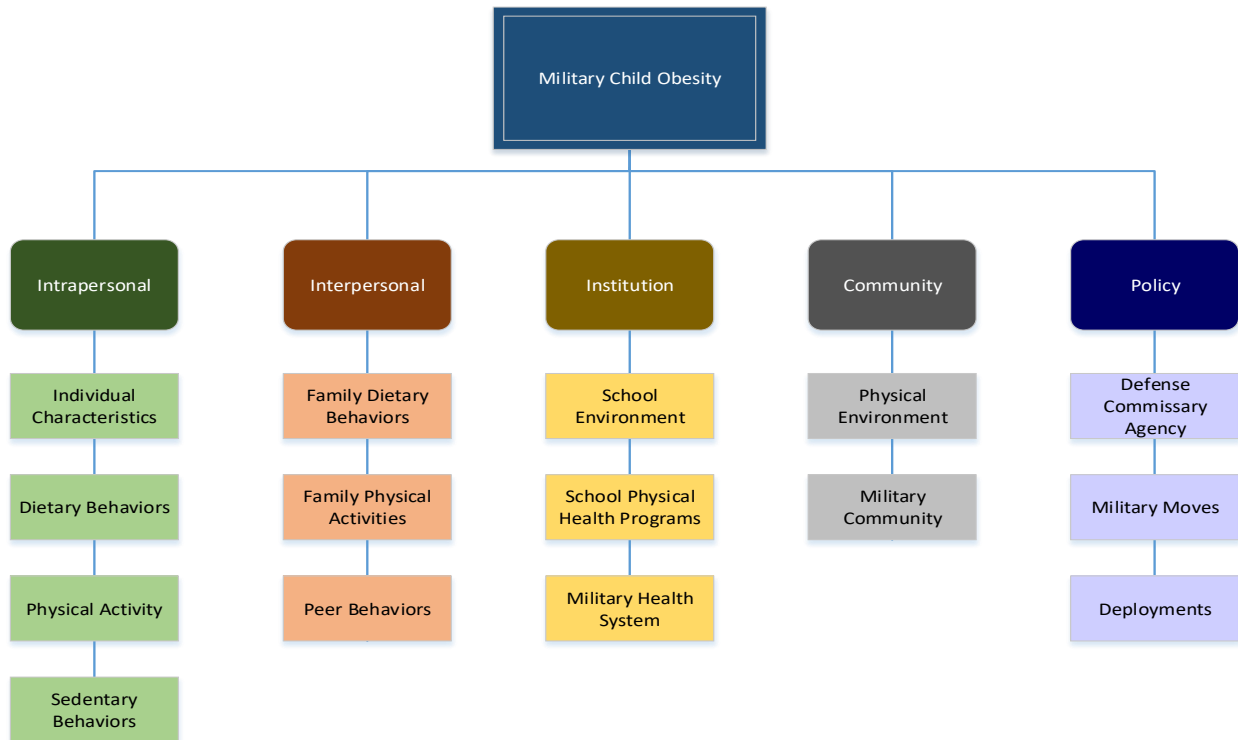 Military Child Obesity
Intrapersonal
Interpersonal
Institution
Community
Policy
Individual
Characteristics
Dietary Behaviors
Physical Activity
Sedentary
Behaviors
Family Dietary
Behaviors
Family Physical
Activities
Peer Behaviors
School
Environment
School Physical
Health Programs
Military Health
System
Physical
Environment
Military
Community
Defense
Commissary
Agency
Military Moves
Deployments